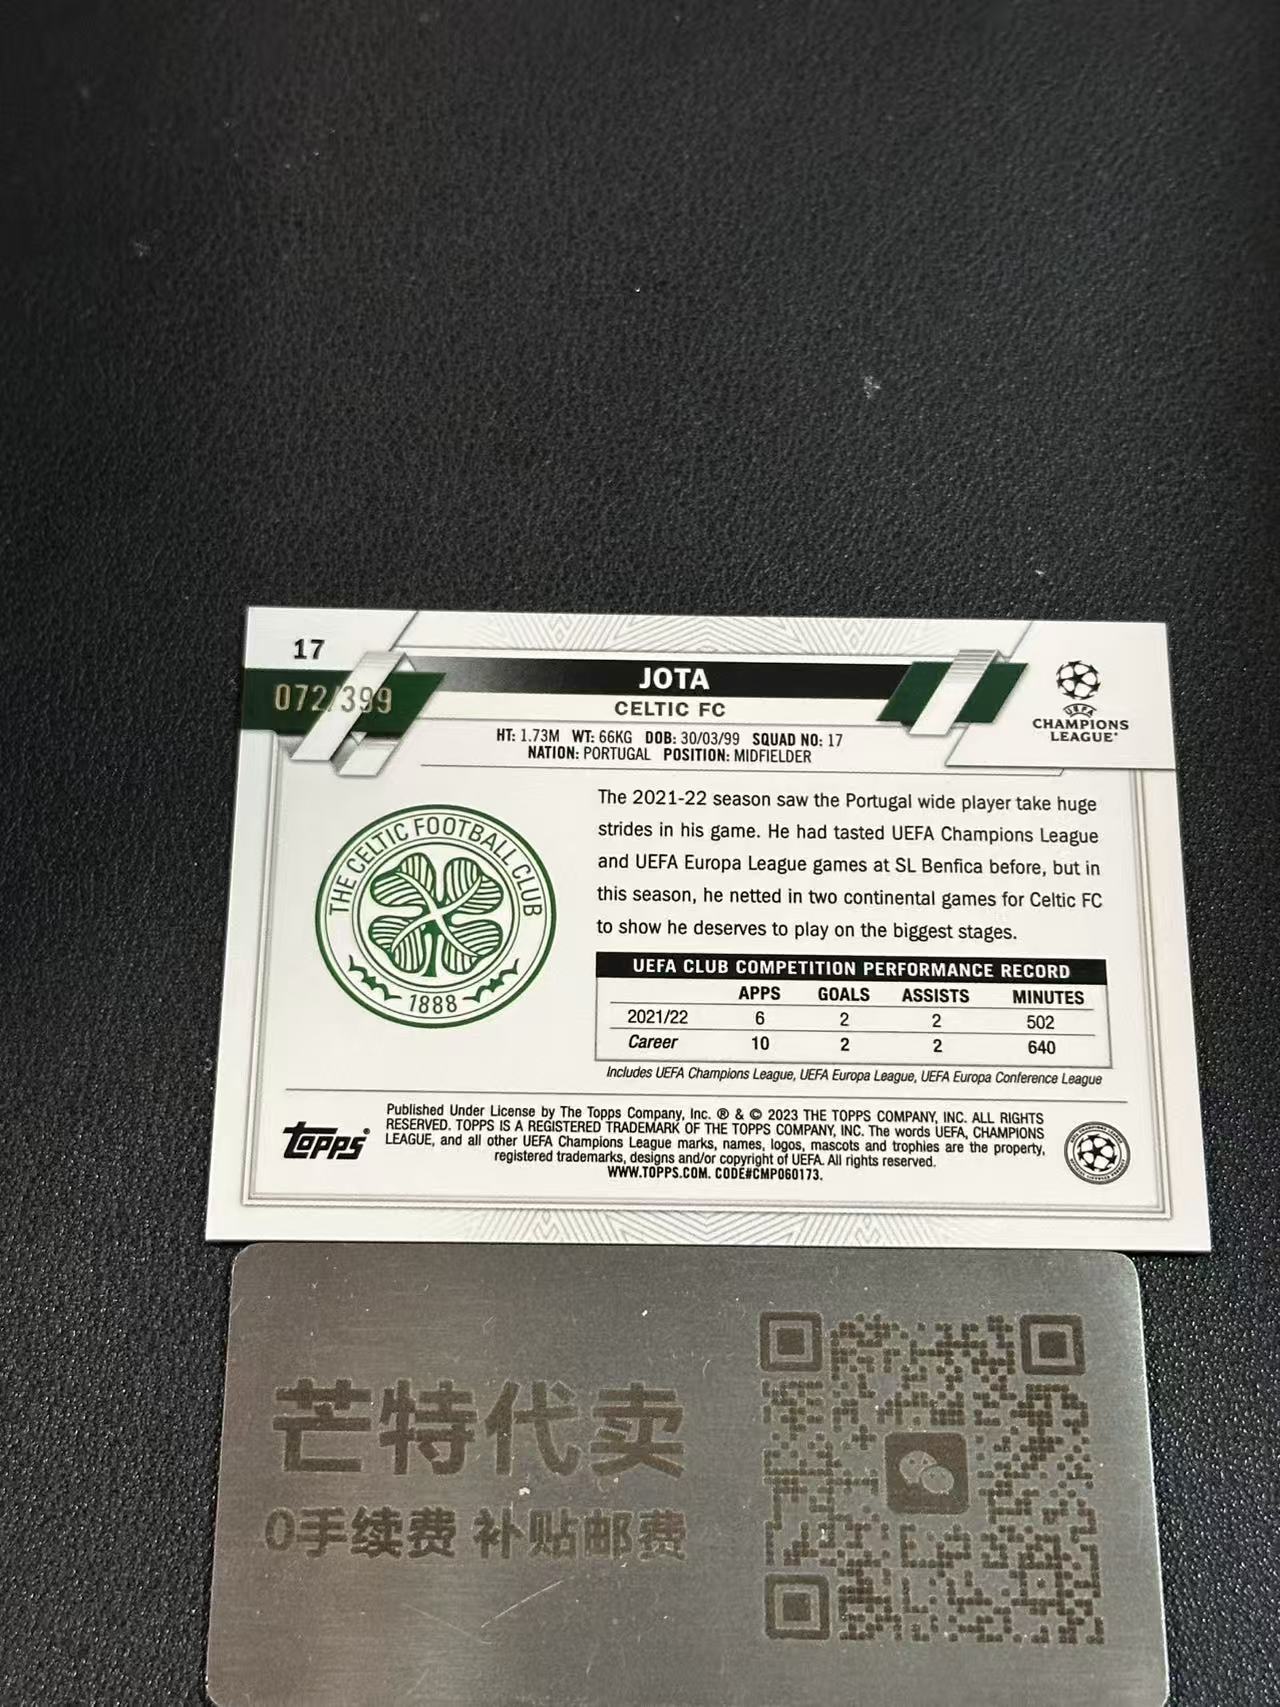 17
072/399
JOTA
CELTIC FC
UEFA
CHAMPIONS
LEAGUE
HT: 1.73M WT: 66KG DOB: 30/03/99 SQUAD NO: 17
NATION: PORTUGAL POSITION: MIDFIELDER
THE CELTIC FOOTBALL CLUB
1888
The 2021-22 season saw the Portugal wide player take huge
strides in his game. He had tasted UEFA Champions League
and UEFA Europa League games at SL Benfica before, but in
this season, he netted in two continental games for Celtic FC
to show he deserves to play on the biggest stages.
UEFA CLUB COMPETITION PERFORMANCE RECORD
APPS GOALS ASSISTS MINUTES
2021/22 6 2 2 502
Career 10 2 2 640
Includes UEFA Champions League, UEFA Europa League, UEFA Europa Conference League
topps®
Published Under License by The Topps Company, Inc. ® & © 2023 THE TOPPS COMPANY, INC. ALL RIGHTS
RESERVED. TOPPS IS A REGISTERED TRADEMARK OF THE TOPPS COMPANY, INC. The words UEFA, CHAMPIONS
LEAGUE, and all other UEFA Champions League marks, names, logos, mascots and trophies are the property,
registered trademarks, designs and/or copyright of UEFA. All rights reserved.
WWW.TOPPS.COM. CODE#CMP060173.
芒特代卖
0手续费 补贴邮费